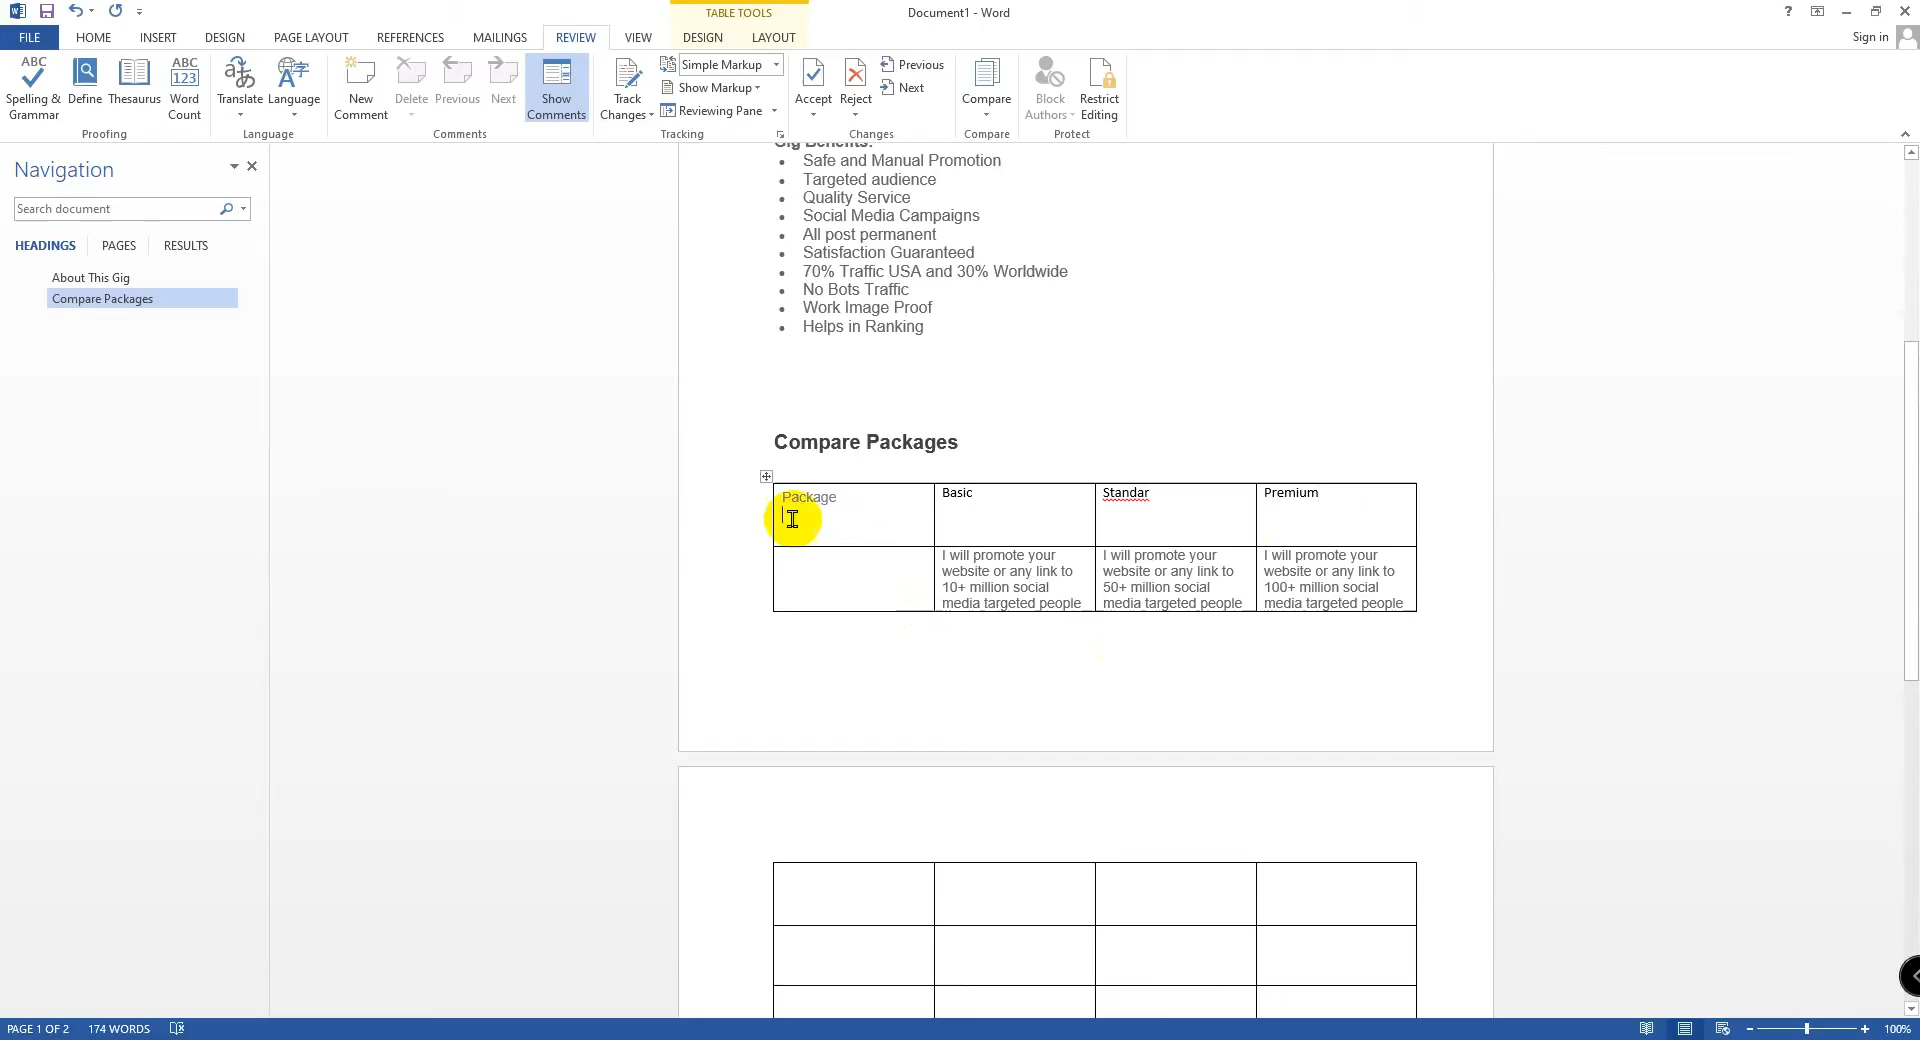 TABLE TOOLS
Document1 - Word
FILE
HOME
INSERT
DESIGN
PAGE LAYOUT
REFERENCES
MAILINGS
REVIEW
VIEW
DESIGN
LAYOUT
Sign in
ABC
Spelling &
Grammar
Define
Thesaurus
ABC
123
Word
Count
Proofing
Translate
Language
Language
New
Comment
Delete
Previous
Next
Show
Comments
Comments
Track
Changes
Simple Markup
Show Markup
Reviewing Pane
Tracking
Accept
Reject
Previous
Next
Changes
Compare
Compare
Block
Authors
Restrict
Editing
Protect
Navigation
Search document
HEADINGS
PAGES
RESULTS
About This Gig
Compare Packages
Gig Benefits:
Safe and Manual Promotion
Targeted audience
Quality Service
Social Media Campaigns
All post permanent
Satisfaction Guaranteed
70% Traffic USA and 30% Worldwide
No Bots Traffic
Work Image Proof
Helps in Ranking
Compare Packages
Package
Basic
Standar
Premium
I will promote your
website or any link to
10+ million social
media targeted people
I will promote your
website or any link to
50+ million social
media targeted people
I will promote your
website or any link to
100+ million social
media targeted people
PAGE 1 OF 2
174 WORDS
100%